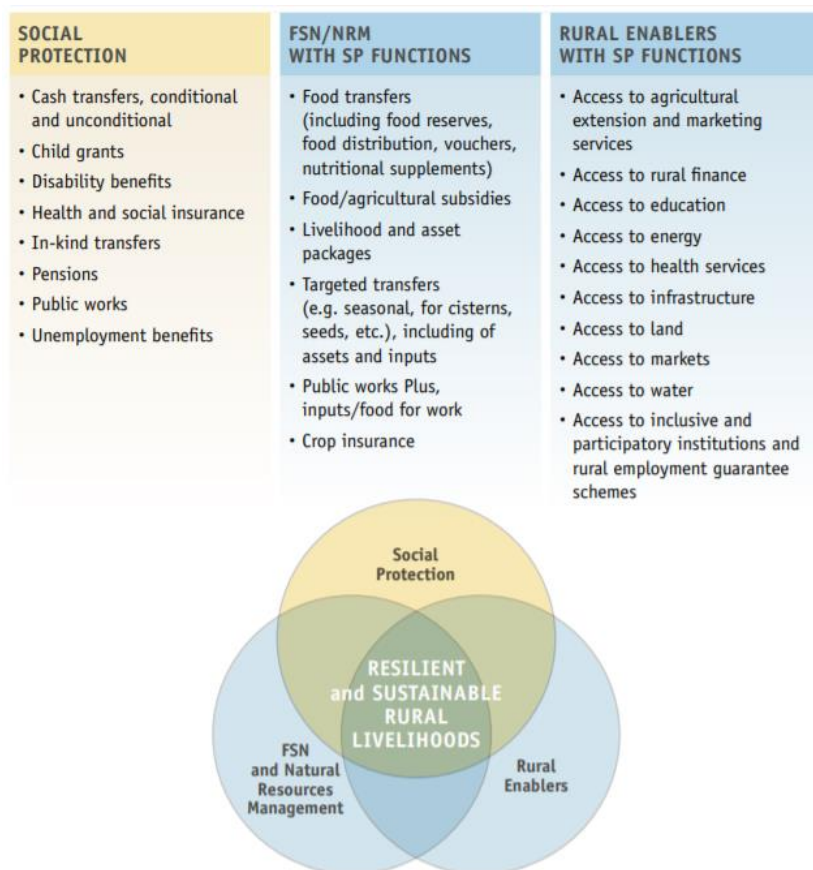 SOCIAL
PROTECTION
• Cash transfers, conditional
and unconditional
• Child grants
• Disability benefits
• Health and social insurance
• In-kind transfers
• Pensions
• Public works
• Unemployment benefits
FSN/NRM
WITH SP FUNCTIONS
• Food transfers
(including food reserves,
food distribution, vouchers,
nutritional supplements)
• Food/agricultural subsidies
• Livelihood and asset
packages
• Targeted transfers
(e.g. seasonal, for cisterns,
seeds, etc.), including of
assets and inputs
• Public works Plus,
inputs/food for work
• Crop insurance
RURAL ENABLERS
WITH SP FUNCTIONS
• Access to agricultural
extension and marketing
services
• Access to rural finance
• Access to education
• Access to energy
• Access to health services
• Access to infrastructure
• Access to land
• Access to markets
• Access to water
• Access to inclusive and
participatory institutions and
rural employment guarantee
schemes
Social
Protection
RESILIENT
and SUSTAINABLE
RURAL
LIVELIHOODS
FSN
and Natural
Resources
Management
Rural
Enablers